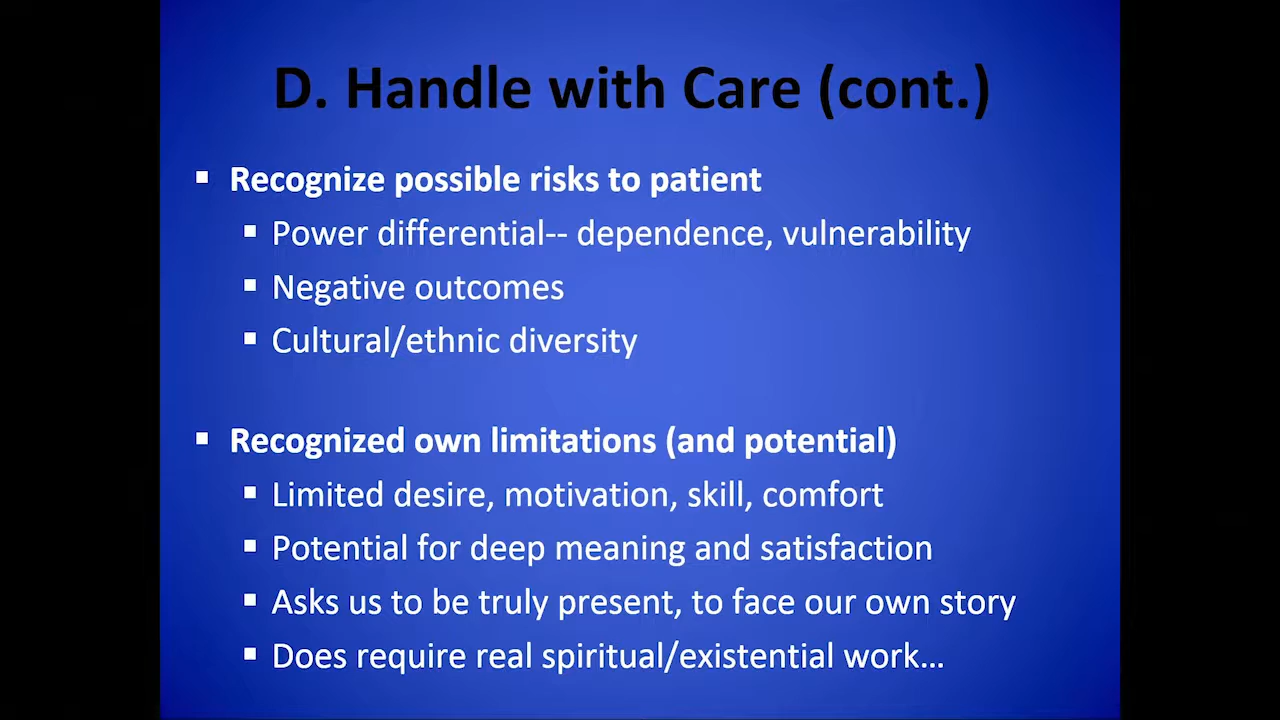 D. Handle with Care (cont.)
▪ Recognize possible risks to patient
▪ Power differential-- dependence, vulnerability
▪ Negative outcomes
▪ Cultural/ethnic diversity
▪ Recognized own limitations (and potential)
▪ Limited desire, motivation, skill, comfort
▪ Potential for deep meaning and satisfaction
▪ Asks us to be truly present, to face our own story
▪ Does require real spiritual/existential work…